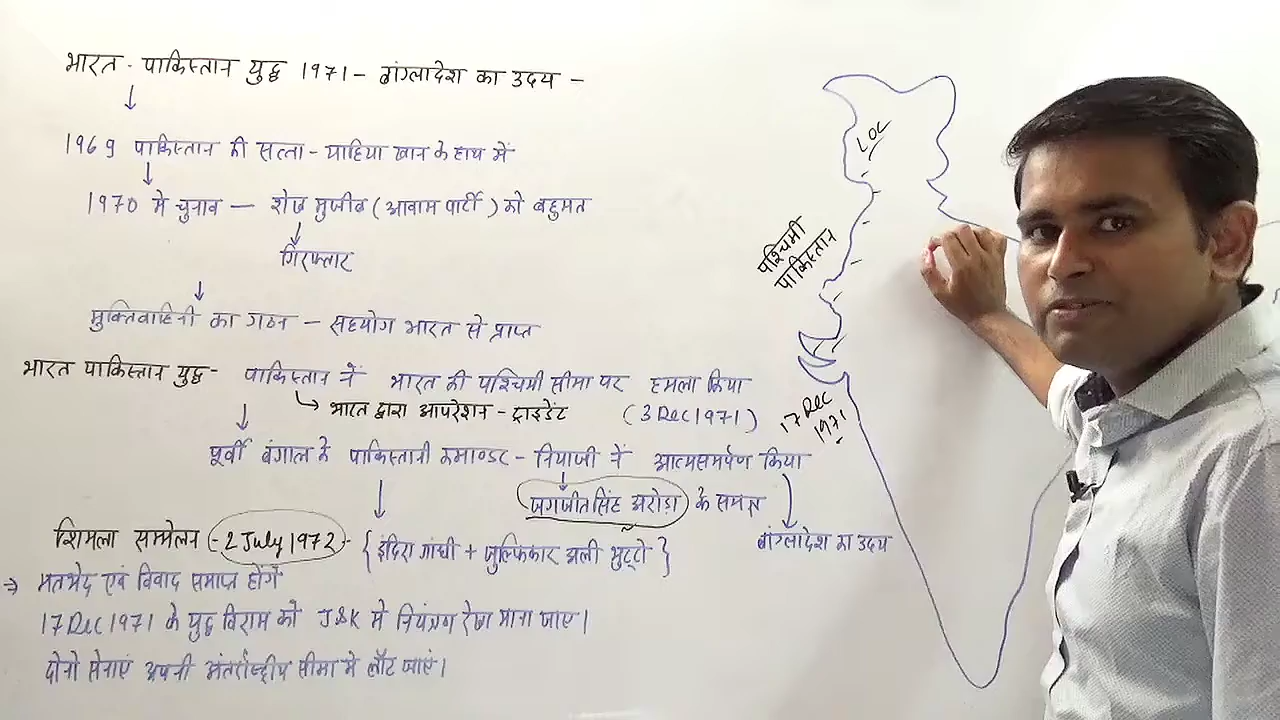 भारत - पाकिस्तान युद्ध 1971 - बांग्लादेश का उदय -
1969 पाकिस्तान की सत्ता - याहिया खान के हाथ में
1970 में चुनाव — शेख मुजीब (आवाम पार्टी) को बहुमत
गिरफ्तार
मुक्तिवाहिनी का गठन - सहयोग भारत से प्राप्त
भारत पाकिस्तान युद्ध - पाकिस्तान ने भारत की पश्चिमी सीमा पर हमला किया
भारत द्वारा आपरेशन - ट्राइडेंट (3 Dec 1971)
पूर्वी बंगाल के पाकिस्तानी कमाण्डर - नियाजी ने आत्मसमर्पण किया
जगजीत सिंह अरोड़ा के समक्ष
बांग्लादेश का उदय
शिमला सम्मेलन - 2 July 1972 - {इंदिरा गांधी + जुल्फिकार अली भुट्टो}
⇒ मतभेद एवं विवाद समाप्त होंगे
17 Dec 1971 के युद्ध विराम को J&K में नियंत्रण रेखा माना जाए।
दोनो सेनाएं अपनी अंतर्राष्ट्रीय सीमा में लौट जाएं।
LOC
पश्चिमी
पाकिस्तान
17 Dec
1971